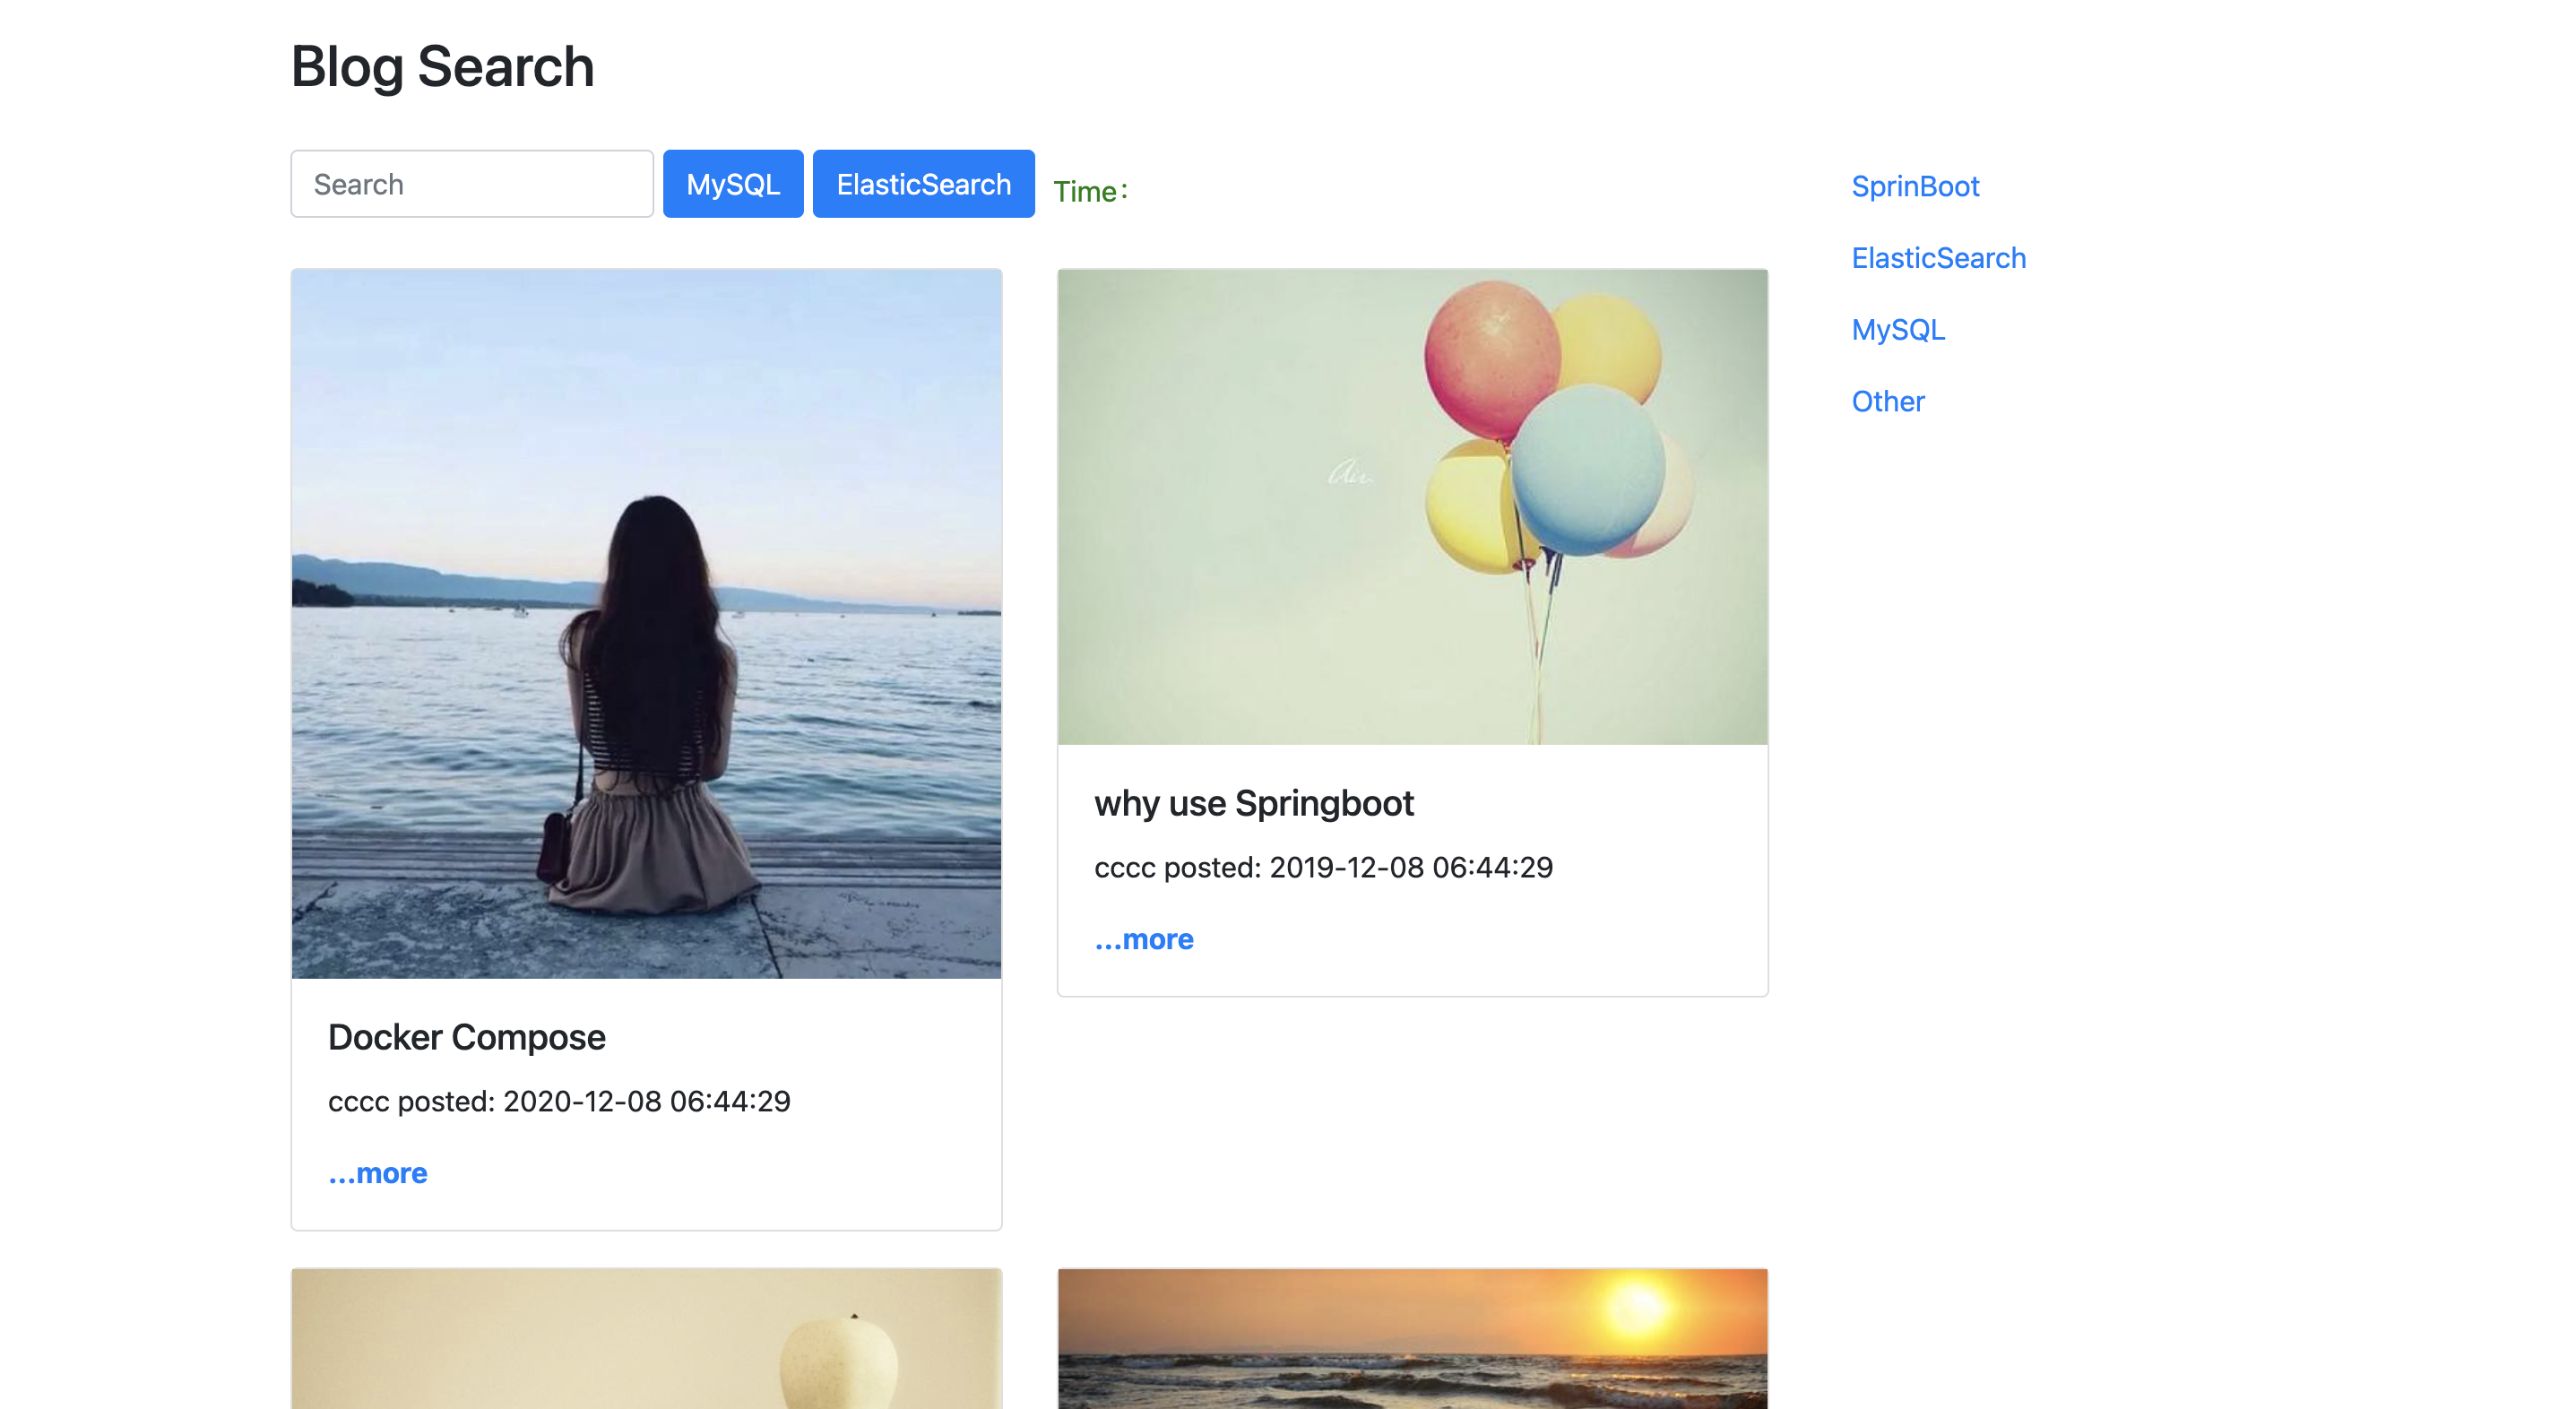 Blog Search
Search
MySQL
ElasticSearch
Time：
SprinBoot
ElasticSearch
MySQL
Other
Air
why use Springboot
cccc posted: 2019-12-08 06:44:29
...more
Docker Compose
cccc posted: 2020-12-08 06:44:29
...more